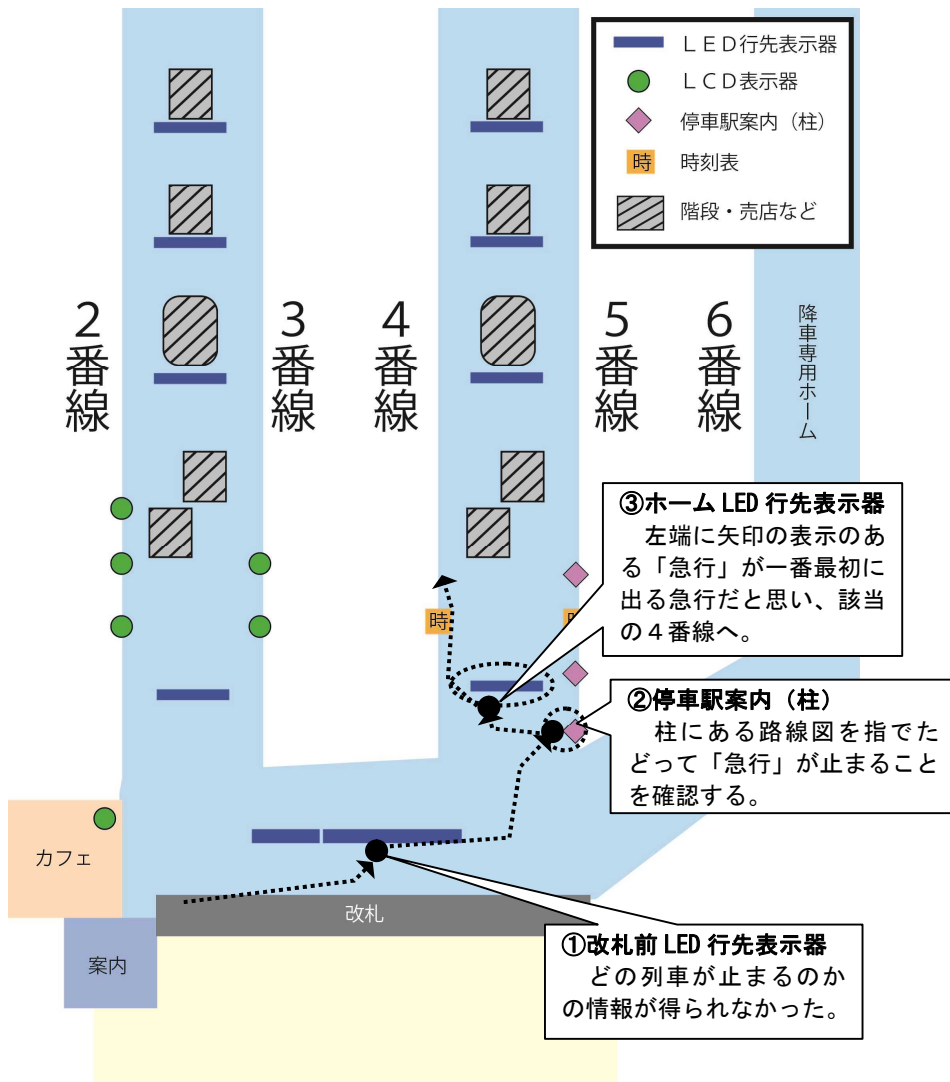 LED行先表示器
LCD表示器
停車駅案内（柱）
時 時刻表
階段・売店など
2番線
3番線
4番線
5番線
6番線
降車専用ホーム
③ホーム LED 行先表示器
左端に矢印の表示のあ
る「急行」が一番最初に
出る急行だと思い、該当
の４番線へ。
時
②停車駅案内（柱）
柱にある路線図を指でた
どって「急行」が止まること
を確認する。
カフェ
改札
案内
①改札前 LED 行先表示器
どの列車が止まるのか
の情報が得られなかった。